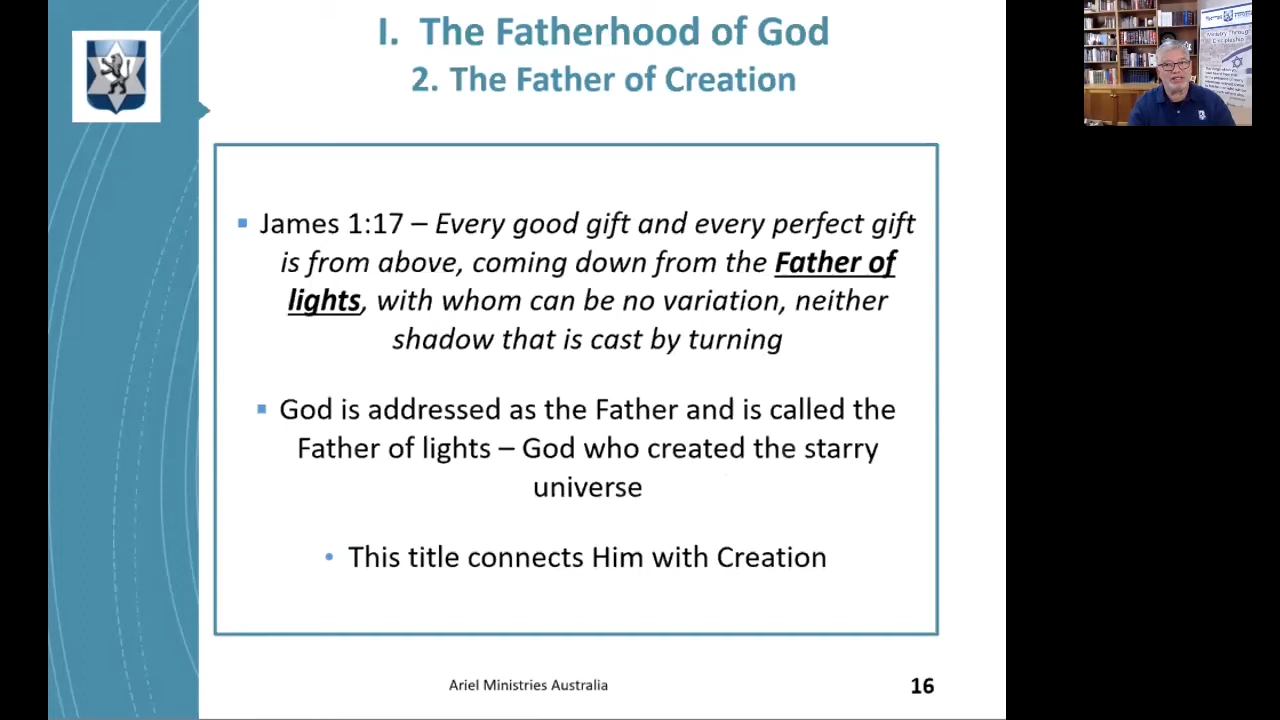 I. The Fatherhood of God
2. The Father of Creation
James 1:17 – Every good gift and every perfect gift
is from above, coming down from the Father of
lights, with whom can be no variation, neither
shadow that is cast by turning
God is addressed as the Father and is called the
Father of lights – God who created the starry
universe
This title connects Him with Creation
Ariel Ministries Australia
16
Ministry Through
Discipleship